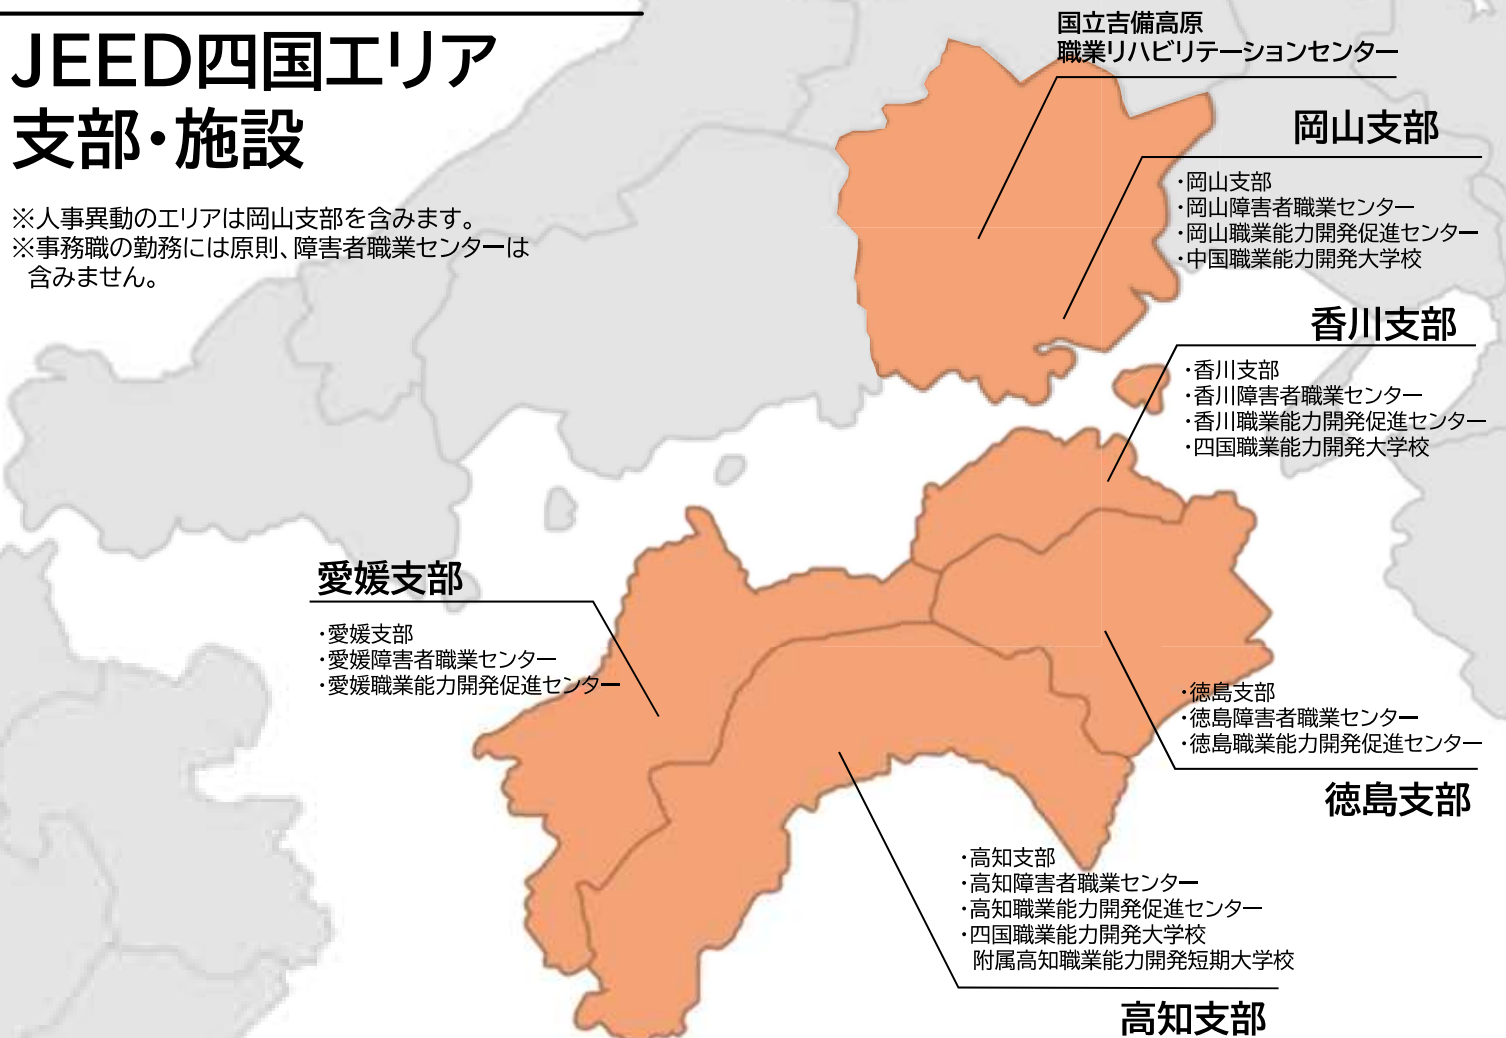 JEED四国エリア
支部・施設
※人事異動のエリアは岡山支部を含みます。
※事務職の勤務には原則、障害者職業センターは
含みません。
国立吉備高原
職業リハビリテーションセンター
岡山支部
・岡山支部
・岡山障害者職業センター
・岡山職業能力開発促進センター
・中国職業能力開発大学校
香川支部
・香川支部
・香川障害者職業センター
・香川職業能力開発促進センター
・四国職業能力開発大学校
愛媛支部
・愛媛支部
・愛媛障害者職業センター
・愛媛職業能力開発促進センター
・徳島支部
・徳島障害者職業センター
・徳島職業能力開発促進センター
徳島支部
・高知支部
・高知障害者職業センター
・高知職業能力開発促進センター
・四国職業能力開発大学校
附属高知職業能力開発短期大学校
高知支部